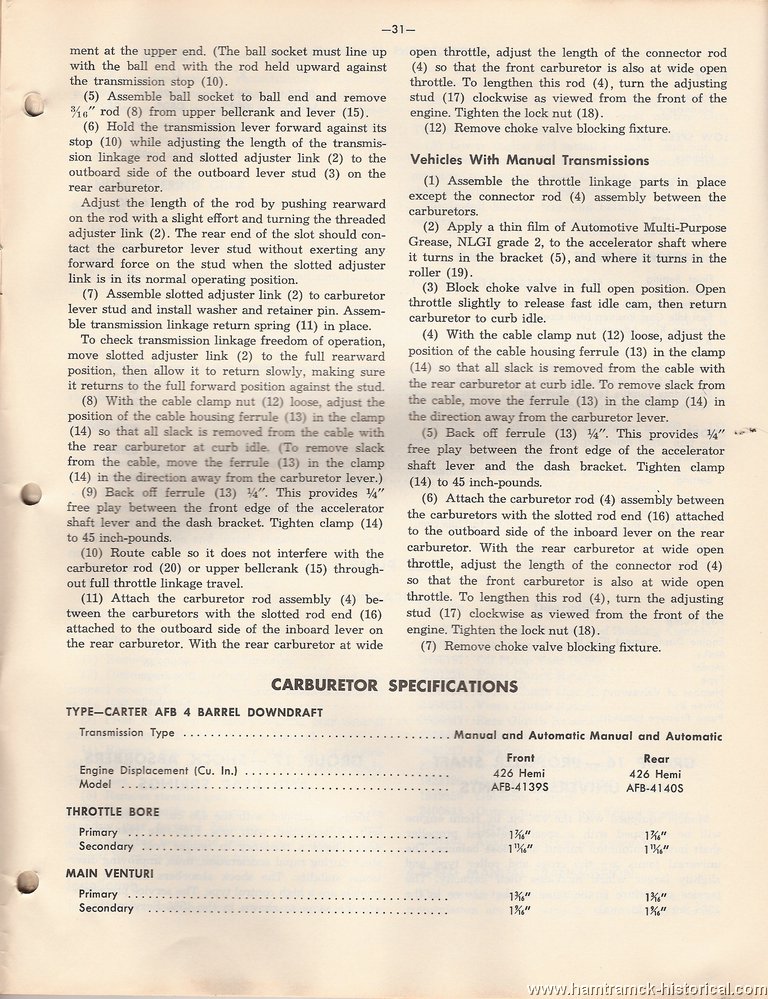 —31—
ment at the upper end. (The ball socket must line up
with the ball end with the rod held upward against
the transmission stop (10).
(5) Assemble ball socket to ball end and remove
3/16" rod (8) from upper bellcrank and lever (15).
(6) Hold the transmission lever forward against its
stop (10) while adjusting the length of the transmis-
sion linkage rod and slotted adjuster link (2) to the
outboard side of the outboard lever stud (3) on the
rear carburetor.
Adjust the length of the rod by pushing rearward
on the rod with a slight effort and turning the threaded
adjuster link (2). The rear end of the slot should con-
tact the carburetor lever stud without exerting any
forward force on the stud when the slotted adjuster
link is in its normal operating position.
(7) Assemble slotted adjuster link (2) to carburetor
lever stud and install washer and retainer pin. Assem-
ble transmission linkage return spring (11) in place.
To check transmission linkage freedom of operation,
move slotted adjuster link (2) to the full rearward
position, then allow it to return slowly, making sure
it returns to the full forward position against the stud.
(8) With the cable clamp nut (12) loose, adjust the
position of the cable housing ferrule (13) in the clamp
(14) so that all slack is removed from the cable with
the rear carburetor at curb idle. (To remove slack
from the cable, move the ferrule (13) in the clamp
(14) in the direction away from the carburetor lever.)
(9) Back off ferrule (13) ¼". This provides ¼"
free play between the front edge of the accelerator
shaft lever and the dash bracket. Tighten clamp (14)
to 45 inch-pounds.
(10) Route cable so it does not interfere with the
carburetor rod (20) or upper bellcrank (15) through-
out full throttle linkage travel.
(11) Attach the carburetor rod assembly (4) be-
tween the carburetors with the slotted rod end (16)
attached to the outboard side of the inboard lever on
the rear carburetor. With the rear carburetor at wide
open throttle, adjust the length of the connector rod
(4) so that the front carburetor is also at wide open
throttle. To lengthen this rod (4), turn the adjusting
stud (17) clockwise as viewed from the front of the
engine. Tighten the lock nut (18).
(12) Remove choke valve blocking fixture.
Vehicles With Manual Transmissions
(1) Assemble the throttle linkage parts in place
except the connector rod (4) assembly between the
carburetors.
(2) Apply a thin film of Automotive Multi-Purpose
Grease, NLGI grade 2, to the accelerator shaft where
it turns in the bracket (5), and where it turns in the
roller (19).
(3) Block choke valve in full open position. Open
throttle slightly to release fast idle cam, then return
carburetor to curb idle.
(4) With the cable clamp nut (12) loose, adjust the
position of the cable housing ferrule (13) in the clamp
(14) so that all slack is removed from the cable with
the rear carburetor at curb idle. To remove slack from
the cable, move the ferrule (13) in the clamp (14) in
the direction away from the carburetor lever.
(5) Back off ferrule (13) ¼". This provides ¼"
free play between the front edge of the accelerator
shaft lever and the dash bracket. Tighten clamp
(14) to 45 inch-pounds.
(6) Attach the carburetor rod (4) assembly between
the carburetors with the slotted rod end (16) attached
to the outboard side of the inboard lever on the rear
carburetor. With the rear carburetor at wide open
throttle, adjust the length of the connector rod (4)
so that the front carburetor is also at wide open
throttle. To lengthen this rod (4), turn the adjusting
stud (17) clockwise as viewed from the front of the
engine. Tighten the lock nut (18).
(7) Remove choke valve blocking fixture.
CARBURETOR SPECIFICATIONS
TYPE—CARTER AFB 4 BARREL DOWNDRAFT
Transmission Type ........ Manual and Automatic Manual and Automatic
Front Rear
Engine Displacement (Cu. In.) ........ 426 Hemi 426 Hemi
Model ........ AFB-4139S AFB-4140S
THROTTLE BORE
Primary ........ 1 7/16" 1 7/16"
Secondary ........ 1 11/16" 1 11/16"
MAIN VENTURI
Primary ........ 1 3/16" 1 3/16"
Secondary ........ 1 9/16" 1 9/16"
www.hamtramck-historical.com